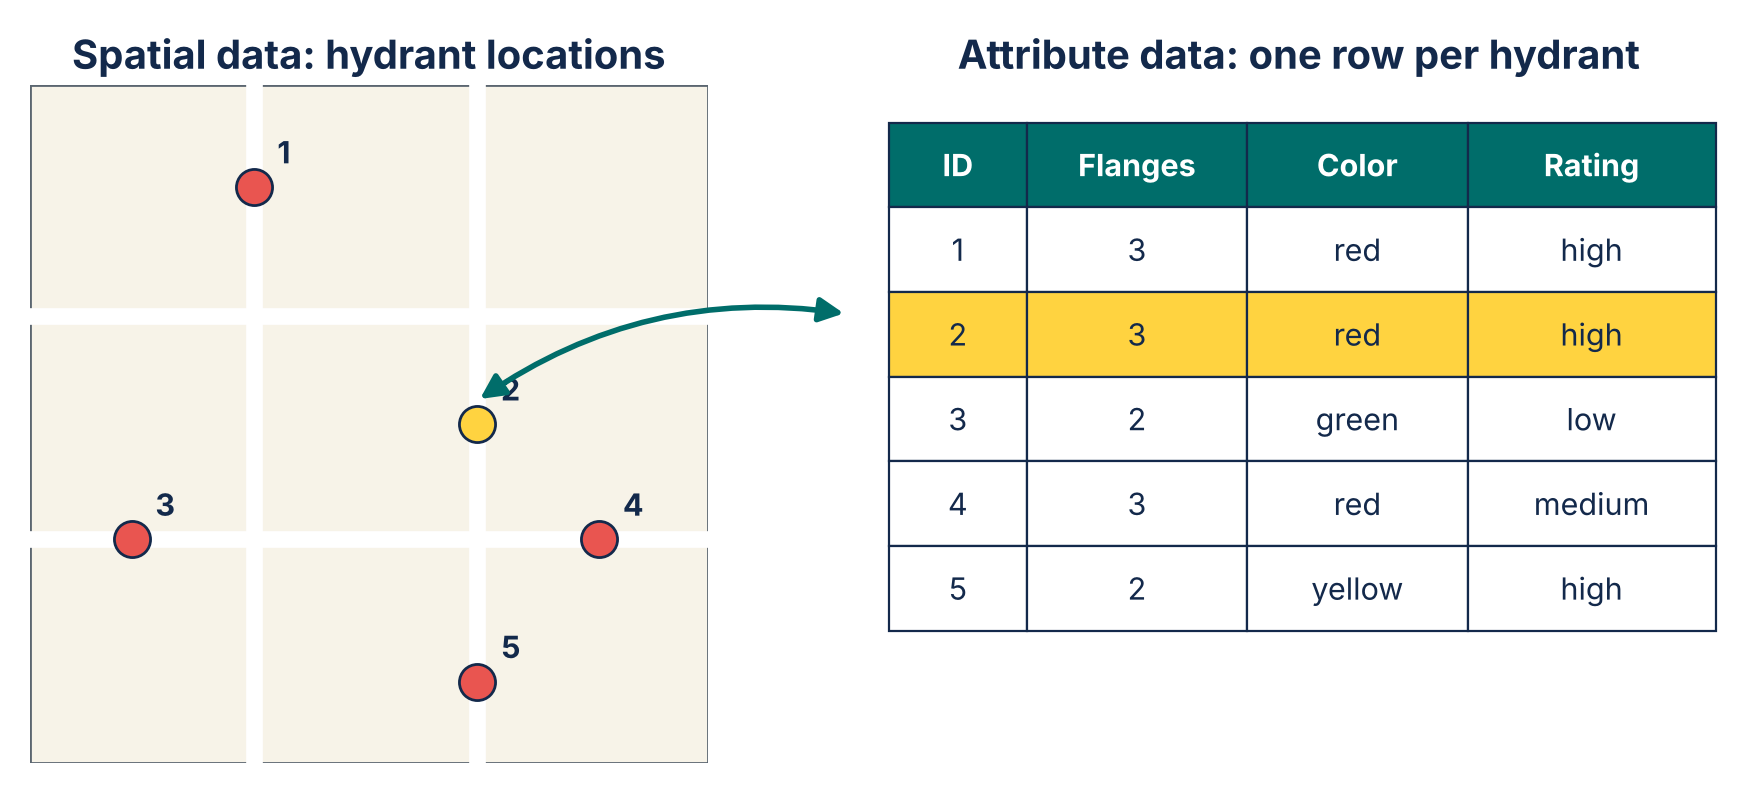 Spatial data: hydrant locations
1
2
3
4
5
Attribute data: one row per hydrant
ID Flanges Color Rating
1 3 red high
2 3 red high
3 2 green low
4 3 red medium
5 2 yellow high